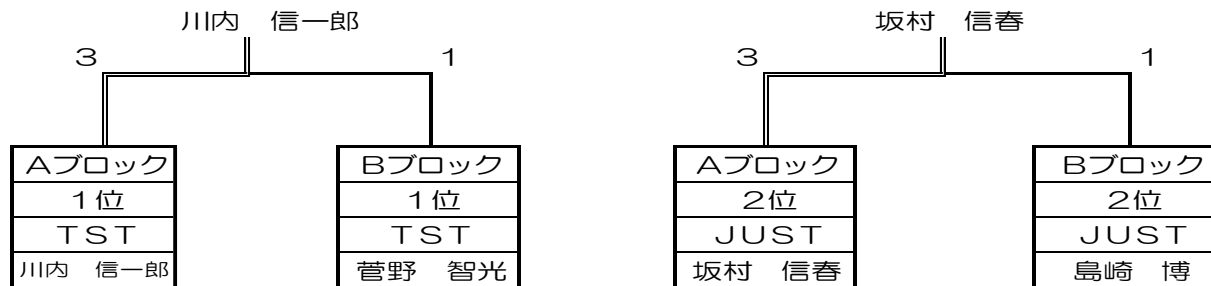 川内　信一郎
3 1
Aブロック Bブロック
1位 1位
TST TST
川内　信一郎 菅野　智光
坂村　信春
3 1
Aブロック Bブロック
2位 2位
JUST JUST
坂村　信春 島崎　博